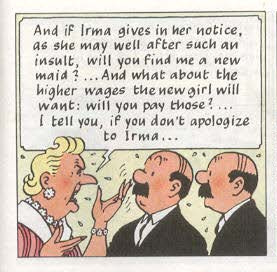 And if Irma gives in her notice,
as she may well after such an
insult, will you find me a new
maid?...And what about the
higher wages the new girl will
want: will you pay those?...
I tell you, if you don't apologize
to Irma...